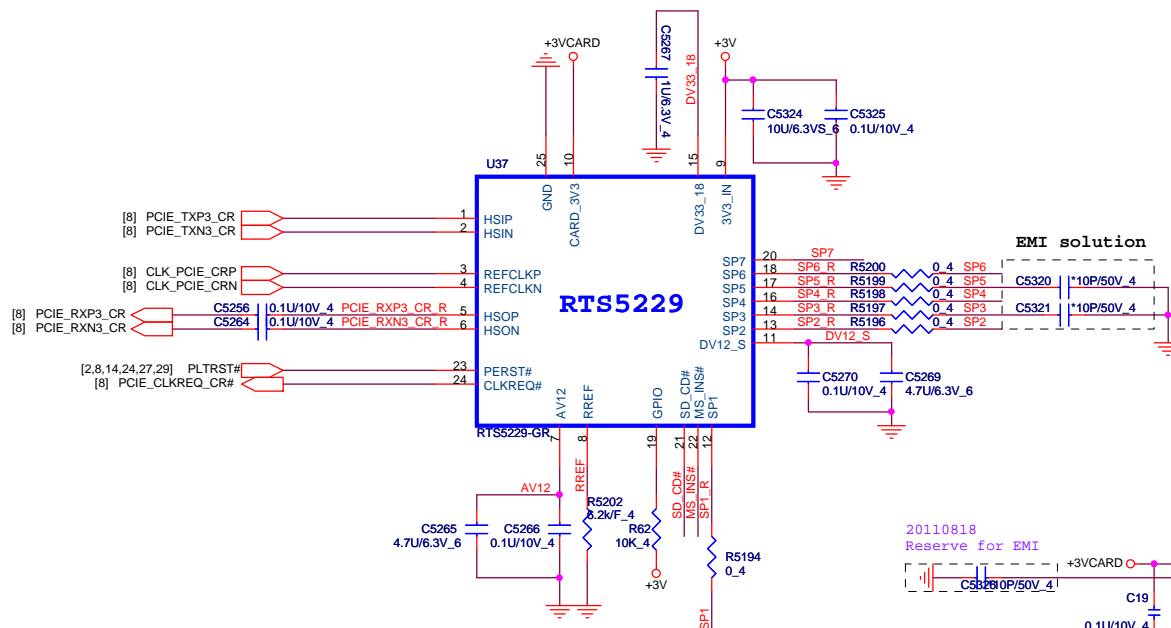 +3VCARD
C5267
1U/6.3V_4
DV33_18
+3V
C5324
10U/6.3VS_6
C5325
0.1U/10V_4
U37
25
10
15
9
GND
CARD_3V3
DV33_18
3V3_IN
[8] PCIE_TXP3_CR
1
HSIP
[8] PCIE_TXN3_CR
2
HSIN
[8] CLK_PCIE_CRP
3
REFCLKP
[8] CLK_PCIE_CRN
4
REFCLKN
[8] PCIE_RXP3_CR
C5256
0.1U/10V_4
PCIE_RXP3_CR_R
5
HSOP
[8] PCIE_RXN3_CR
C5264
0.1U/10V_4
PCIE_RXN3_CR_R
6
HSON
[2,8,14,24,27,29] PLTRST#
23
PERST#
[8] PCIE_CLKREQ_CR#
24
CLKREQ#
RTS5229
EMI solution
SP7
20
SP7
SP6
18
SP6_R
R5200
0_4
SP6
SP5
17
SP5_R
R5199
0_4
SP5
C5320
*10P/50V_4
SP4
16
SP4_R
R5198
0_4
SP4
SP3
14
SP3_R
R5197
0_4
SP3
C5321
*10P/50V_4
SP2
13
SP2_R
R5196
0_4
SP2
DV12_S
11
DV12_S
C5270
0.1U/10V_4
C5269
4.7U/6.3V_6
AV12
RREF
GPIO
SD_CD#
MS_INS#
SP1
RTS5229-GR
7
8
19
21
22
12
AV12
RREF
SD_CD#
MS_INS#
SP1_R
C5265
4.7U/6.3V_6
C5266
0.1U/10V_4
R5202
6.2k/F_4
R62
10K_4
+3V
R5194
0_4
SP1
20110818
Reserve for EMI
+3VCARD
C19
0.1U/10V_4